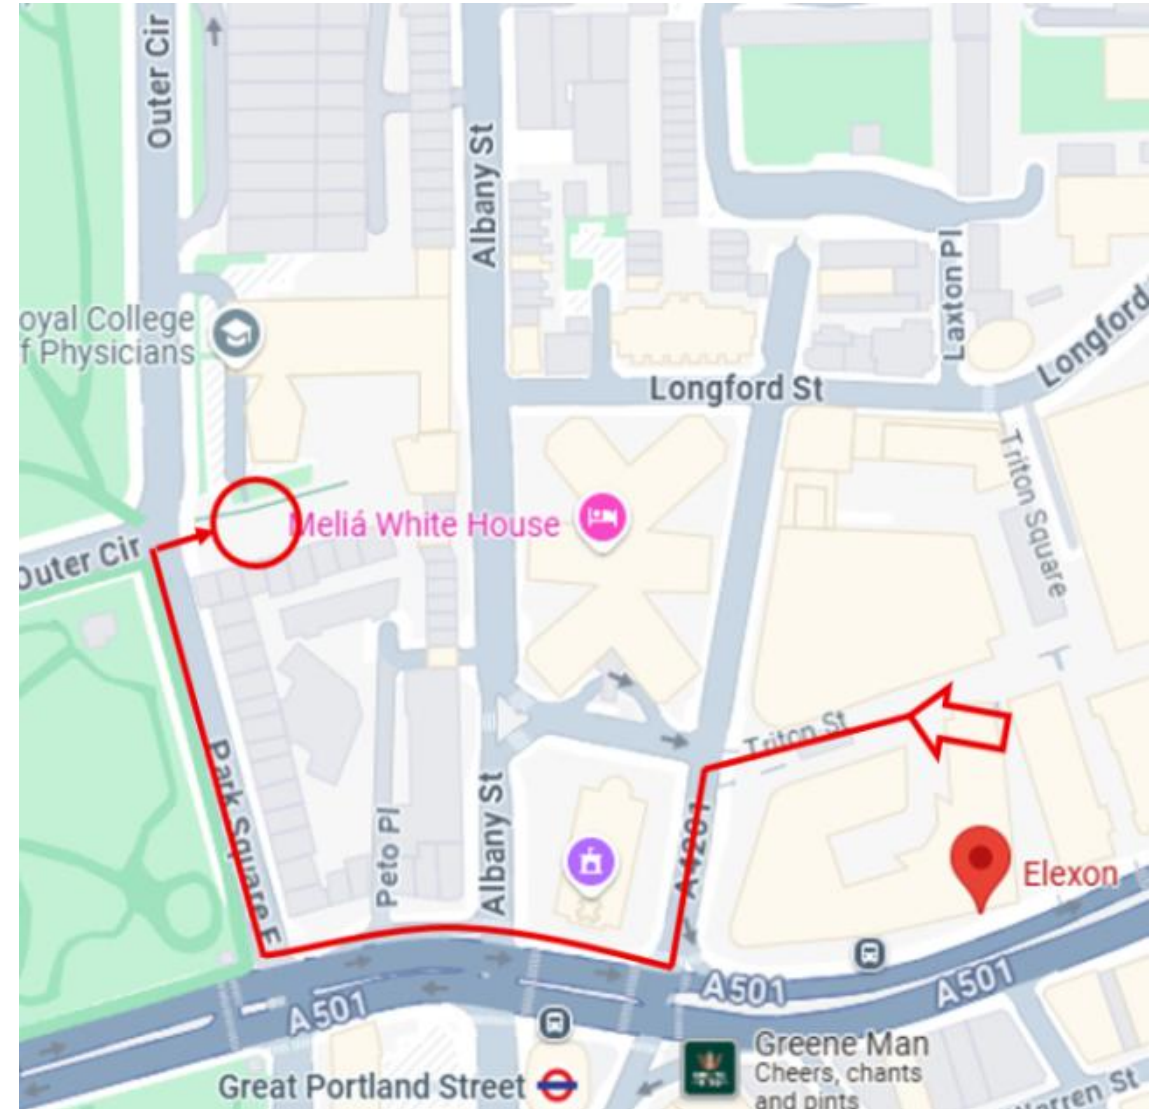 Outer Cir
Albany St
oyal College
f Physicians
Laxton Pl
Longford
Longford St
Triton Square
Meliá White House
Outer Cir
Triton St
Park Square E
Peto Pl
Albany St
A4201
Elexon
A501
A501
A501
Greene Man
Cheers, chants
and pints
Great Portland Street
Warren St